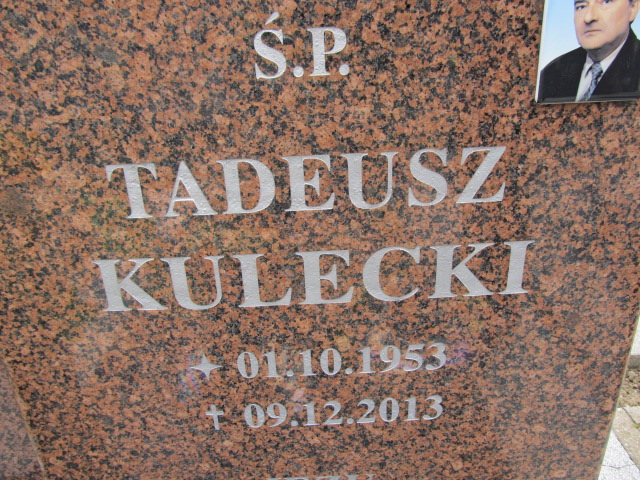 Ś.P.
TADEUSZ
KULECKI
✦ 01.10.1953
✝ 09.12.2013